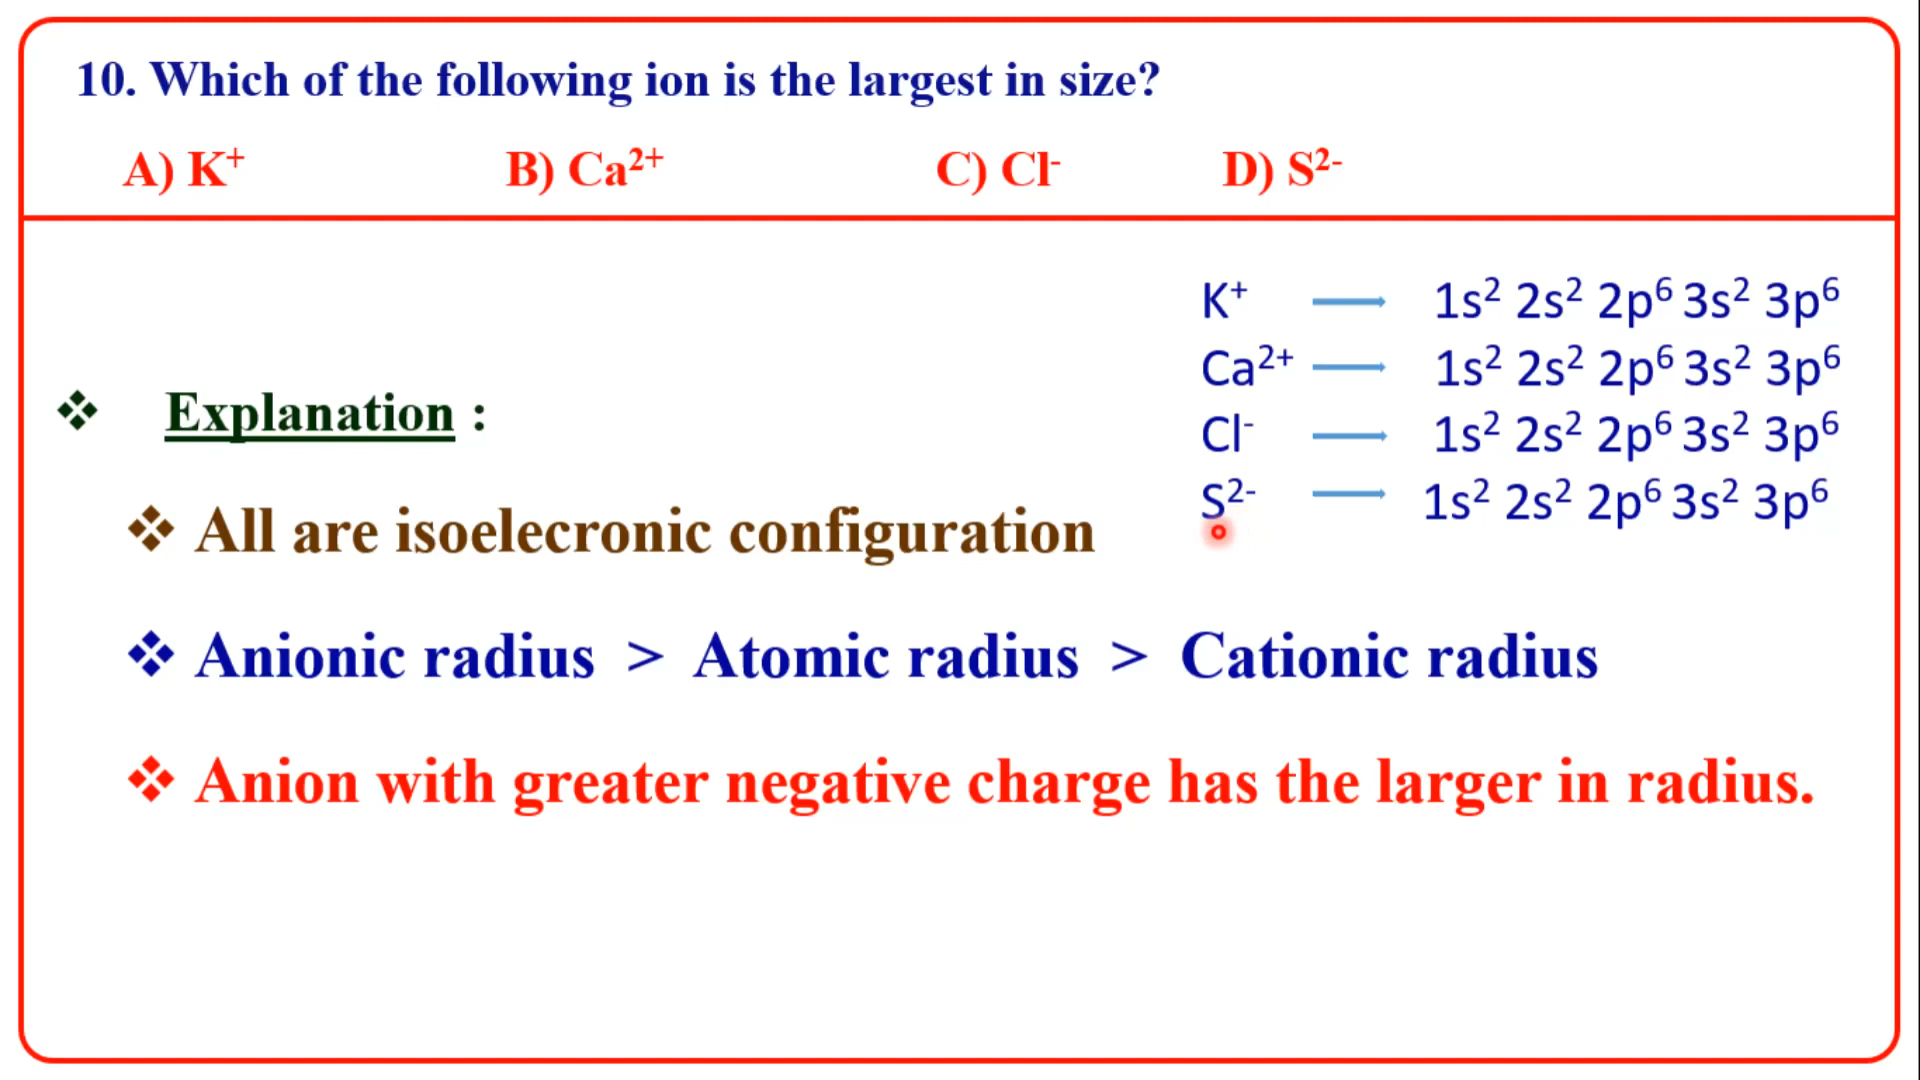 10. Which of the following ion is the largest in size?
A) K⁺ B) Ca²⁺ C) Cl⁻ D) S²⁻
K⁺ → 1s² 2s² 2p⁶ 3s² 3p⁶
Ca²⁺ → 1s² 2s² 2p⁶ 3s² 3p⁶
Cl⁻ → 1s² 2s² 2p⁶ 3s² 3p⁶
S²⁻ → 1s² 2s² 2p⁶ 3s² 3p⁶
❖ Explanation :
❖ All are isoelecronic configuration
❖ Anionic radius > Atomic radius > Cationic radius
❖ Anion with greater negative charge has the larger in radius.